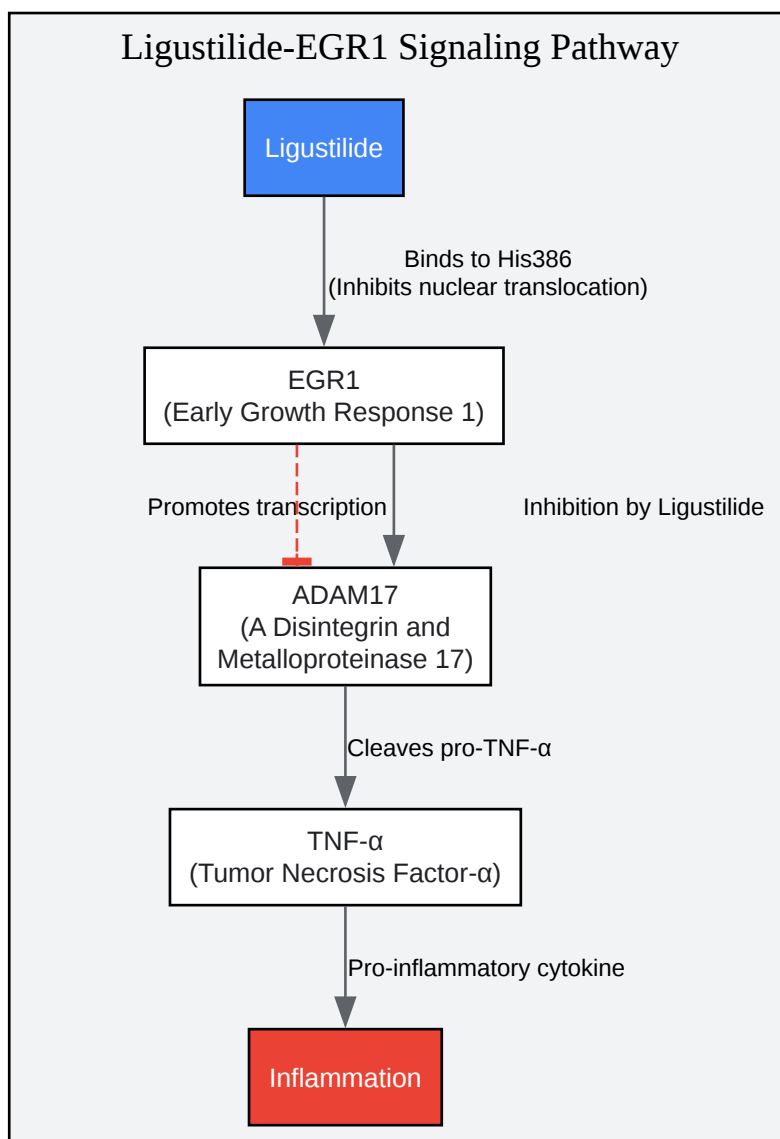 Ligustilide-EGR1 Signaling Pathway
Ligustilide
Binds to His386
(Inhibits nuclear translocation)
EGR1
(Early Growth Response 1)
Promotes transcription
Inhibition by Ligustilide
ADAM17
(A Disintegrin and
Metalloproteinase 17)
Cleaves pro-TNF-α
TNF-α
(Tumor Necrosis Factor-α)
Pro-inflammatory cytokine
Inflammation